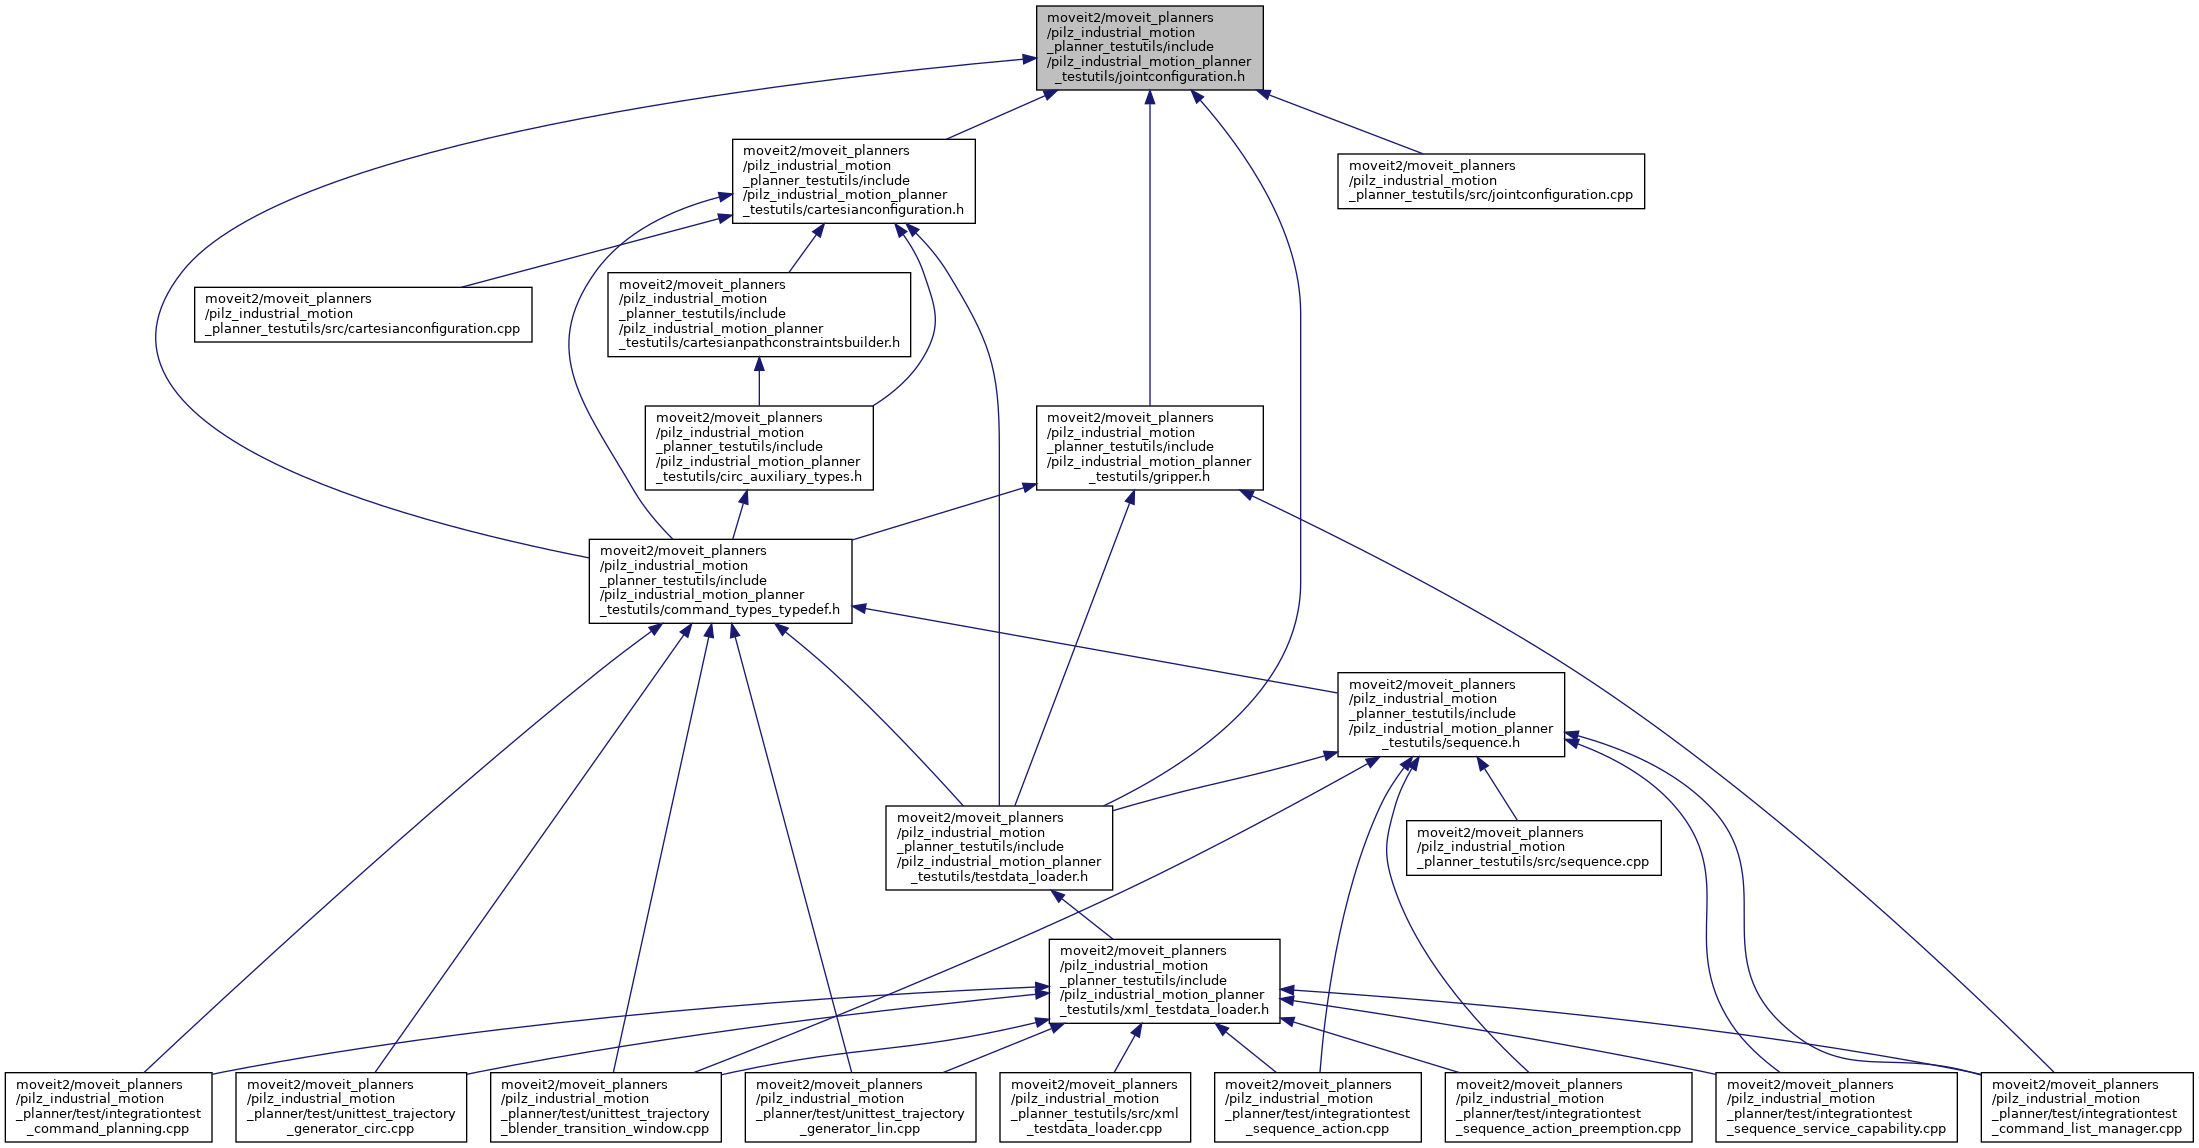 moveit2/moveit_planners
/pilz_industrial_motion
_planner_testutils/include
/pilz_industrial_motion_planner
_testutils/jointconfiguration.h
moveit2/moveit_planners
/pilz_industrial_motion
_planner_testutils/include
/pilz_industrial_motion_planner
_testutils/cartesianconfiguration.h
moveit2/moveit_planners
/pilz_industrial_motion
_planner_testutils/src/jointconfiguration.cpp
moveit2/moveit_planners
/pilz_industrial_motion
_planner_testutils/src/cartesianconfiguration.cpp
moveit2/moveit_planners
/pilz_industrial_motion
_planner_testutils/include
/pilz_industrial_motion_planner
_testutils/cartesianpathconstraintsbuilder.h
moveit2/moveit_planners
/pilz_industrial_motion
_planner_testutils/include
/pilz_industrial_motion_planner
_testutils/circ_auxiliary_types.h
moveit2/moveit_planners
/pilz_industrial_motion
_planner_testutils/include
/pilz_industrial_motion_planner
_testutils/gripper.h
moveit2/moveit_planners
/pilz_industrial_motion
_planner_testutils/include
/pilz_industrial_motion_planner
_testutils/command_types_typedef.h
moveit2/moveit_planners
/pilz_industrial_motion
_planner_testutils/include
/pilz_industrial_motion_planner
_testutils/sequence.h
moveit2/moveit_planners
/pilz_industrial_motion
_planner_testutils/include
/pilz_industrial_motion_planner
_testutils/testdata_loader.h
moveit2/moveit_planners
/pilz_industrial_motion
_planner_testutils/src/sequence.cpp
moveit2/moveit_planners
/pilz_industrial_motion
_planner_testutils/include
/pilz_industrial_motion_planner
_testutils/xml_testdata_loader.h
moveit2/moveit_planners
/pilz_industrial_motion
_planner/test/integrationtest
_command_planning.cpp
moveit2/moveit_planners
/pilz_industrial_motion
_planner/test/unittest_trajectory
_generator_circ.cpp
moveit2/moveit_planners
/pilz_industrial_motion
_planner/test/unittest_trajectory
_blender_transition_window.cpp
moveit2/moveit_planners
/pilz_industrial_motion
_planner/test/unittest_trajectory
_generator_lin.cpp
moveit2/moveit_planners
/pilz_industrial_motion
_planner_testutils/src/xml
_testdata_loader.cpp
moveit2/moveit_planners
/pilz_industrial_motion
_planner/test/integrationtest
_sequence_action.cpp
moveit2/moveit_planners
/pilz_industrial_motion
_planner/test/integrationtest
_sequence_action_preemption.cpp
moveit2/moveit_planners
/pilz_industrial_motion
_planner/test/integrationtest
_sequence_service_capability.cpp
moveit2/moveit_planners
/pilz_industrial_motion
_planner/test/integrationtest
_command_list_manager.cpp